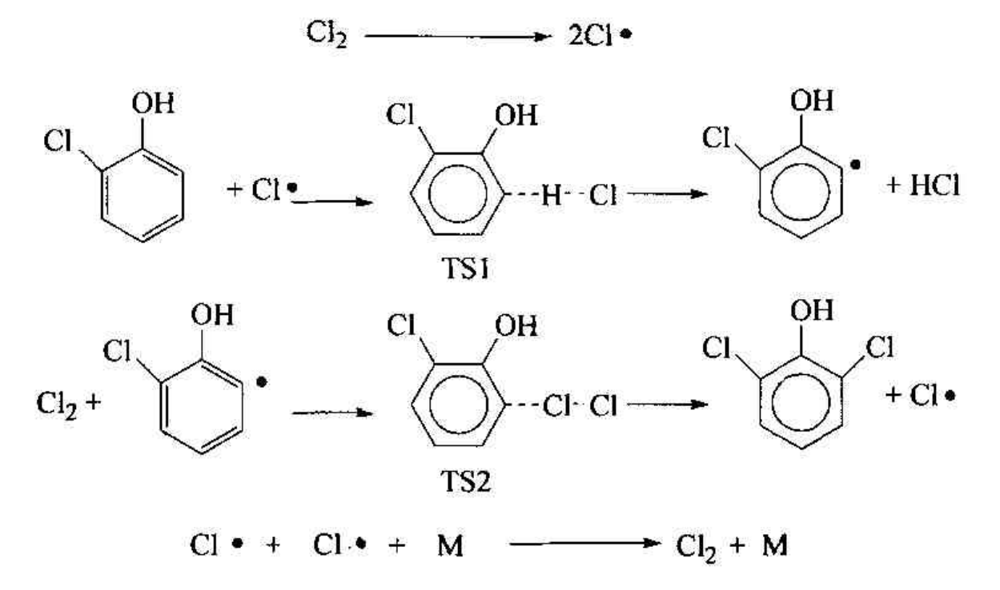 Cl₂ → 2Cl•
OH OH OH
Cl Cl Cl
+ Cl• → H Cl → • + HCl
TS1
OH OH OH
Cl Cl Cl Cl
Cl₂ + • → Cl Cl → + Cl•
TS2
Cl • + Cl • + M → Cl₂ + M